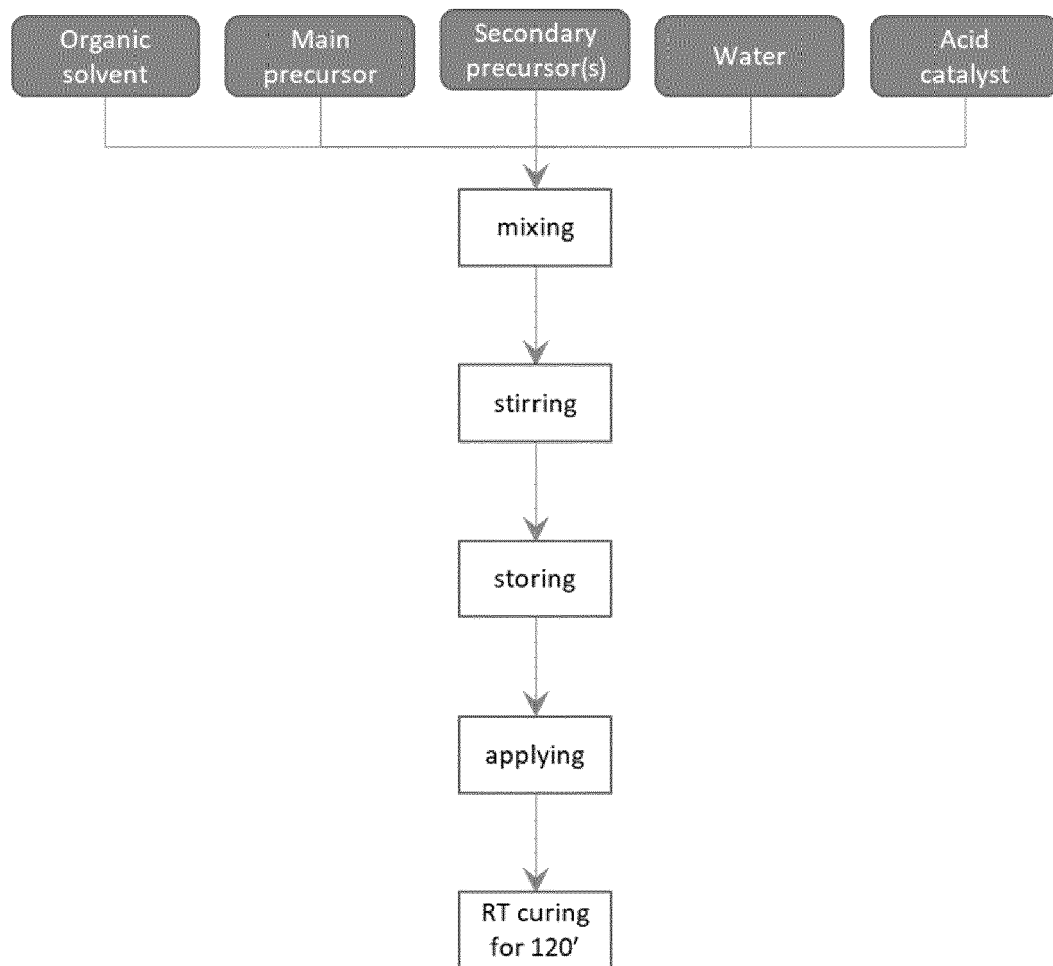 Organic
solvent
Main
precursor
Secondary
precursor(s)
Water
Acid
catalyst
mixing
stirring
storing
applying
RT curing
for 120'